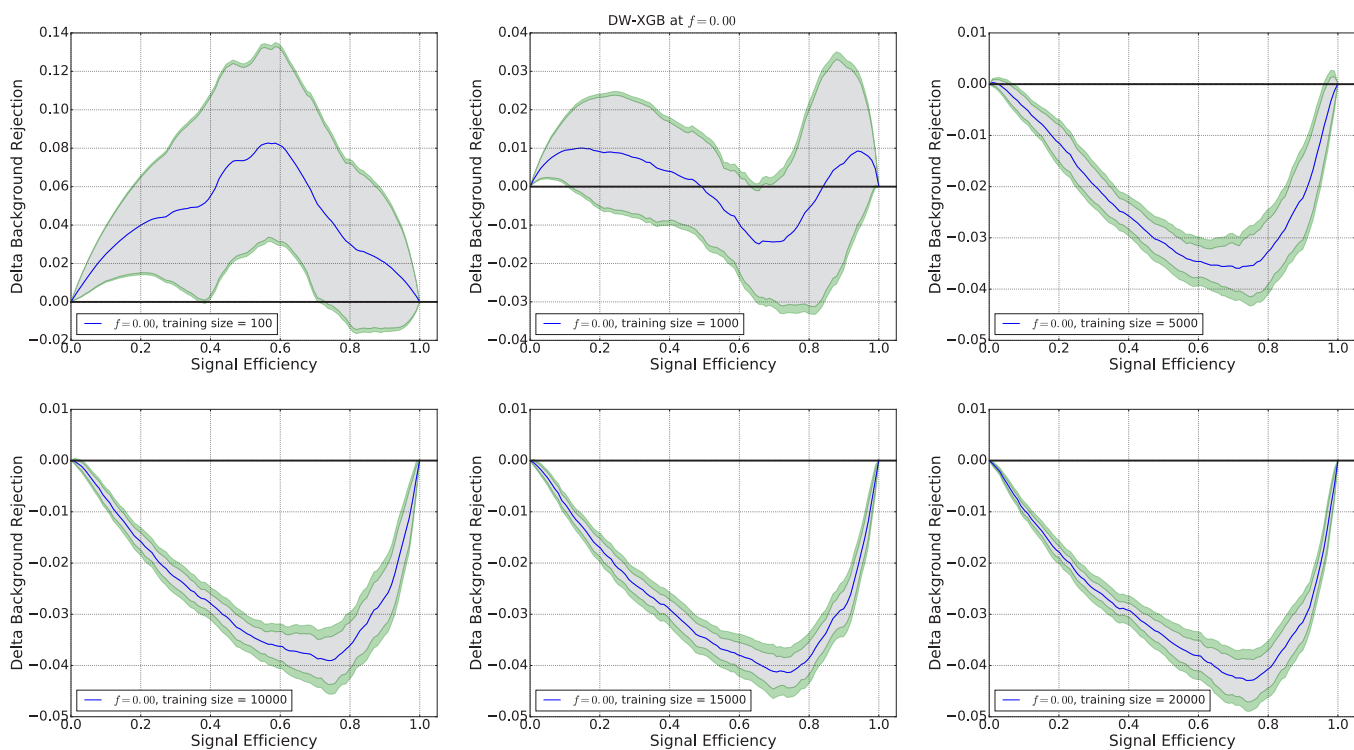 DW-XGB at f=0.00
Delta Background Rejection
0.14
0.12
0.10
0.08
0.06
0.04
0.02
0.00
−0.02
f=0.00, training size = 100
0.0 0.2 0.4 0.6 0.8 1.0
Signal Efficiency
Delta Background Rejection
0.04
0.03
0.02
0.01
0.00
−0.01
−0.02
−0.03
−0.04
f=0.00, training size = 1000
0.0 0.2 0.4 0.6 0.8 1.0
Signal Efficiency
Delta Background Rejection
0.01
0.00
−0.01
−0.02
−0.03
−0.04
−0.05
f=0.00, training size = 5000
0.0 0.2 0.4 0.6 0.8 1.0
Signal Efficiency
Delta Background Rejection
0.01
0.00
−0.01
−0.02
−0.03
−0.04
−0.05
f=0.00, training size = 10000
0.0 0.2 0.4 0.6 0.8 1.0
Signal Efficiency
Delta Background Rejection
0.01
0.00
−0.01
−0.02
−0.03
−0.04
−0.05
f=0.00, training size = 15000
0.0 0.2 0.4 0.6 0.8 1.0
Signal Efficiency
Delta Background Rejection
0.01
0.00
−0.01
−0.02
−0.03
−0.04
−0.05
f=0.00, training size = 20000
0.0 0.2 0.4 0.6 0.8 1.0
Signal Efficiency